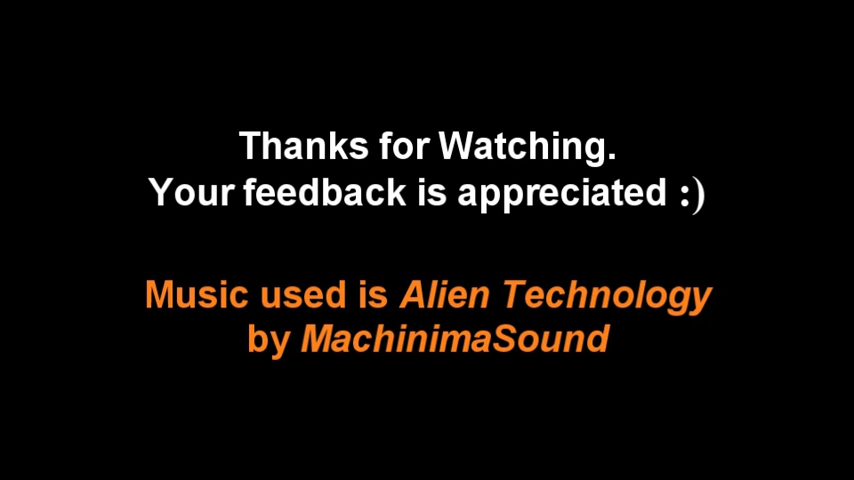 Thanks for Watching.
Your feedback is appreciated :)
Music used is Alien Technology
by MachinimaSound